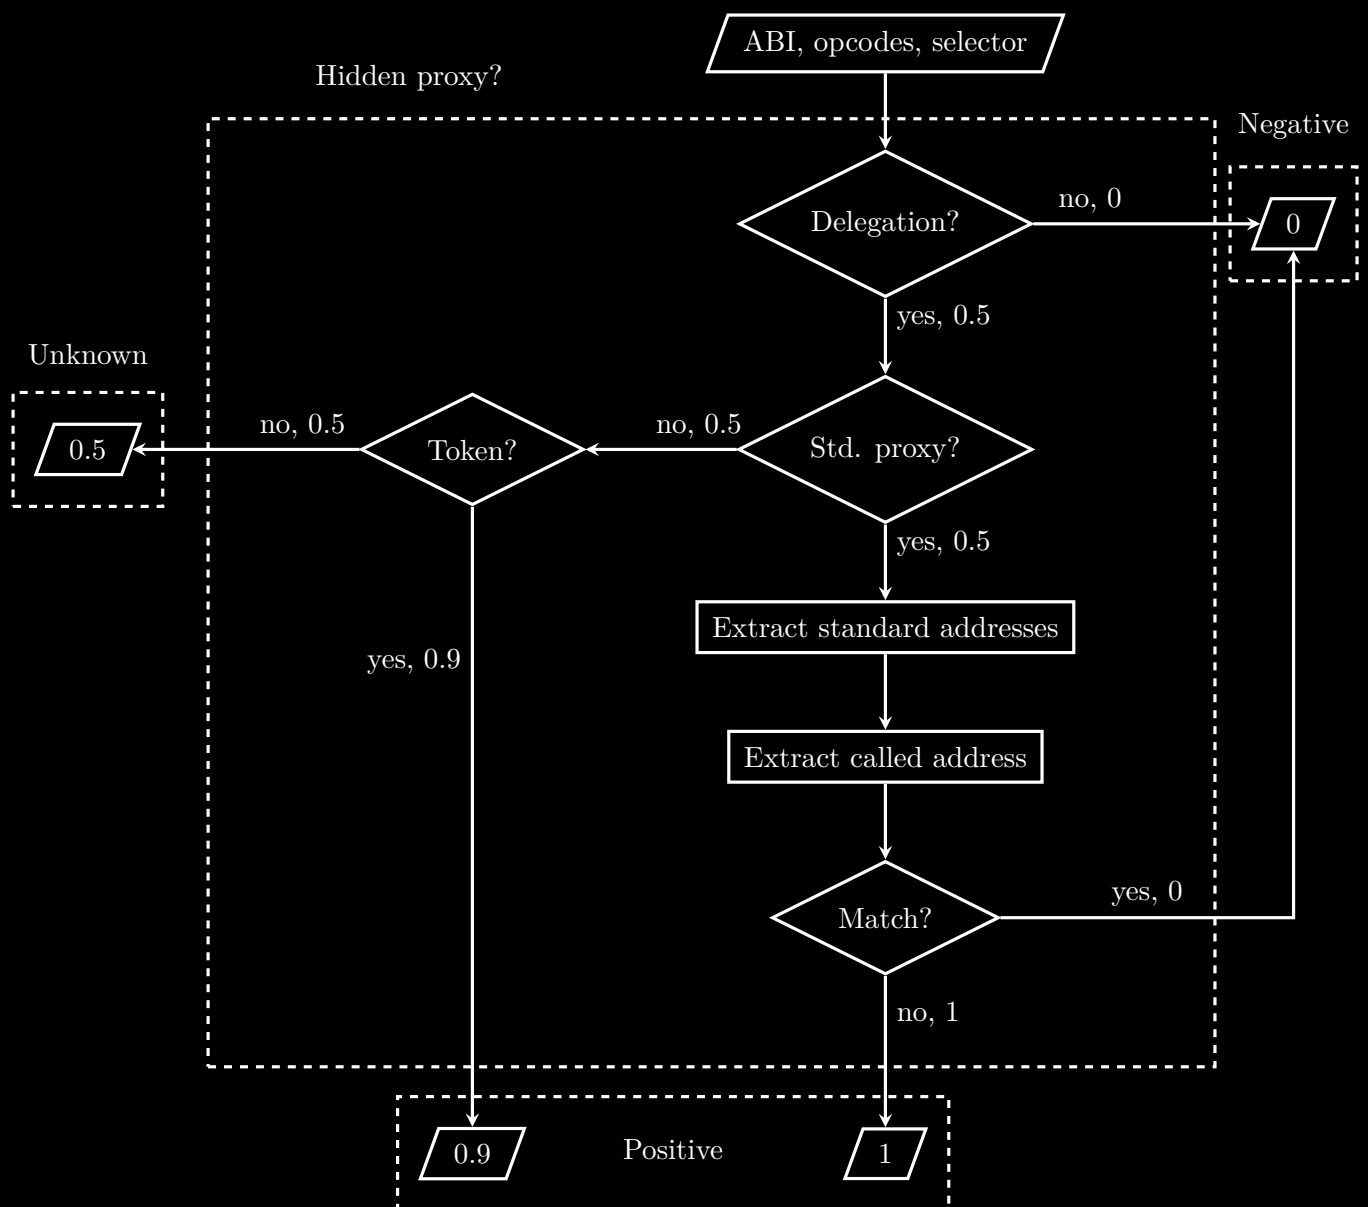 ABI, opcodes, selector
Hidden proxy?
Negative
Delegation?
no, 0
0
yes, 0.5
Unknown
0.5
no, 0.5
Token?
no, 0.5
Std. proxy?
yes, 0.5
Extract standard addresses
yes, 0.9
Extract called address
Match?
yes, 0
no, 1
0.9
Positive
1